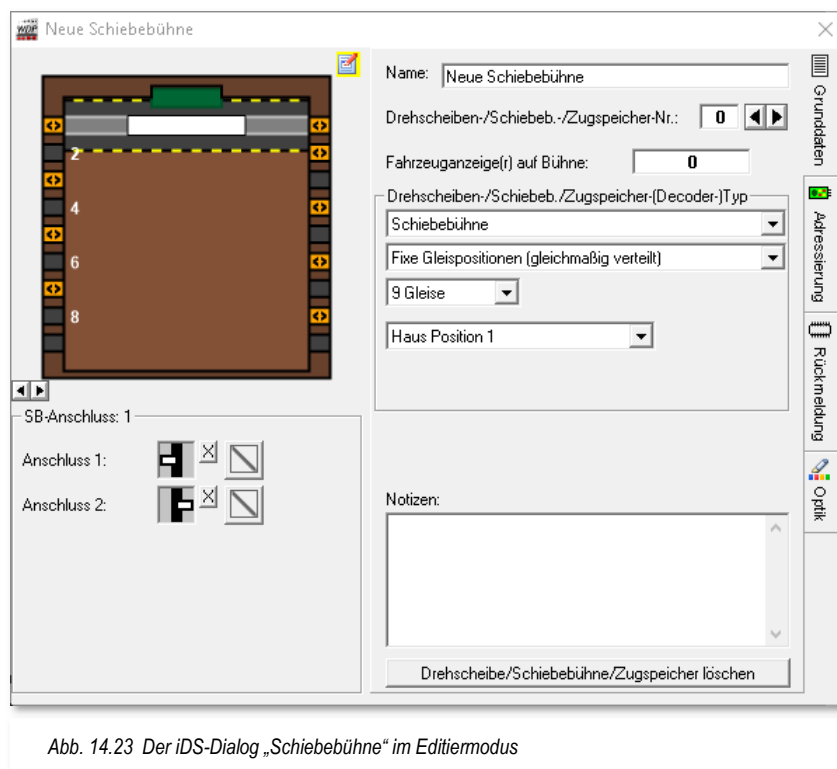 WDP Neue Schiebebühne
2
4
6
8
SB-Anschluss: 1
Anschluss 1:
X
Anschluss 2:
X
Name: Neue Schiebebühne
Drehscheiben-/Schiebeb.-/Zugspeicher-Nr.: 0
Fahrzeuganzeige(r) auf Bühne: 0
Drehscheiben-/Schiebeb./Zugspeicher-(Decoder-)Typ
Schiebebühne
Fixe Gleispositionen (gleichmaßig verteilt)
9 Gleise
Haus Position 1
Notizen:
Drehscheibe/Schiebebühne/Zugspeicher löschen
Grunddaten
Adressierung
Rückmeldung
Optik
Abb. 14.23 Der iDS-Dialog „Schiebebühne“ im Editiermodus